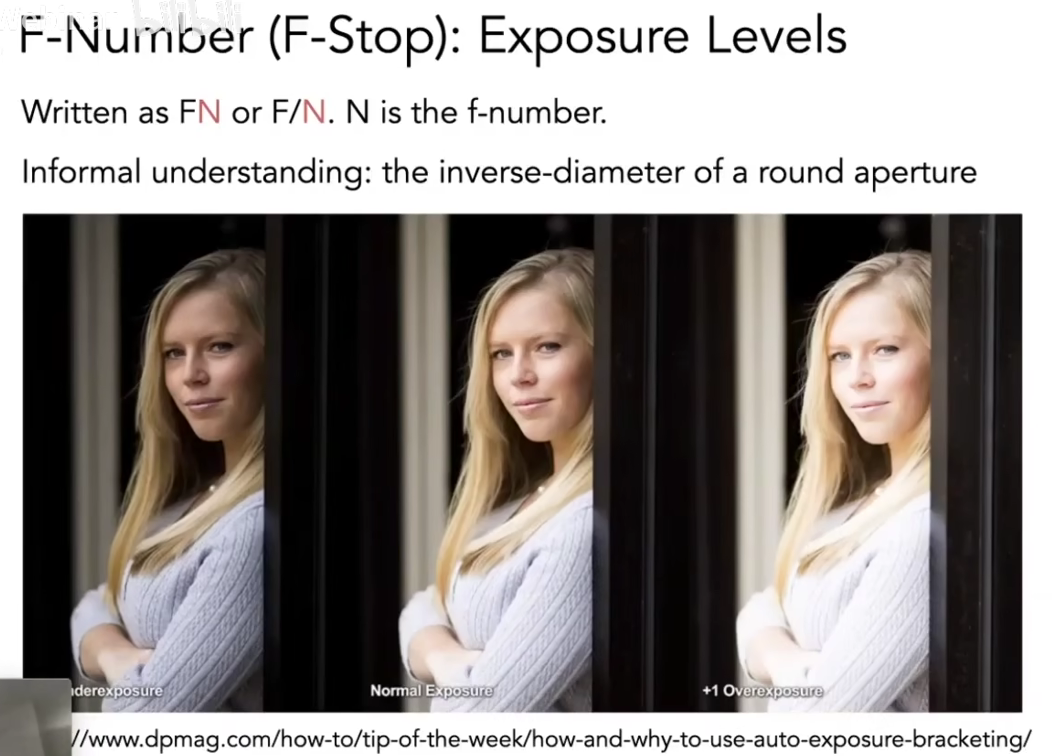 F-Number (F-Stop): Exposure Levels
Written as FN or F/N. N is the f-number.
Informal understanding: the inverse-diameter of a round aperture
derexposure
Normal Exposure
+1 Overexposure
//www.dpmag.com/how-to/tip-of-the-week/how-and-why-to-use-auto-exposure-bracketing/